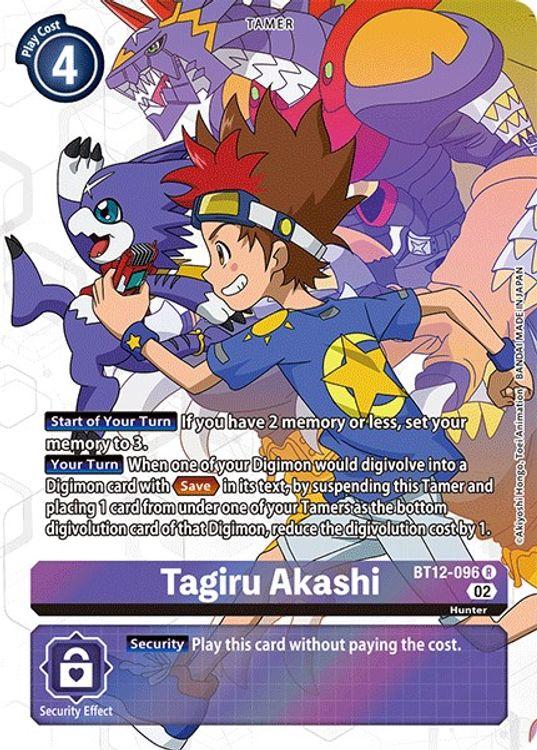 TAMER
Play Cost
4
Start of Your Turn If you have 2 memory or less, set your
memory to 3.
Your Turn When one of your Digimon would digivolve into a
Digimon card with Save in its text, by suspending this Tamer and
placing 1 card from under one of your Tamers as the bottom
digivolution card of that Digimon, reduce the digivolution cost by 1.
©Akiyoshi Hongo, Toei Animation BANDAI MADE IN JAPAN
Tagiru Akashi
BT12-096 R
02
Hunter
Security Play this card without paying the cost.
Security Effect